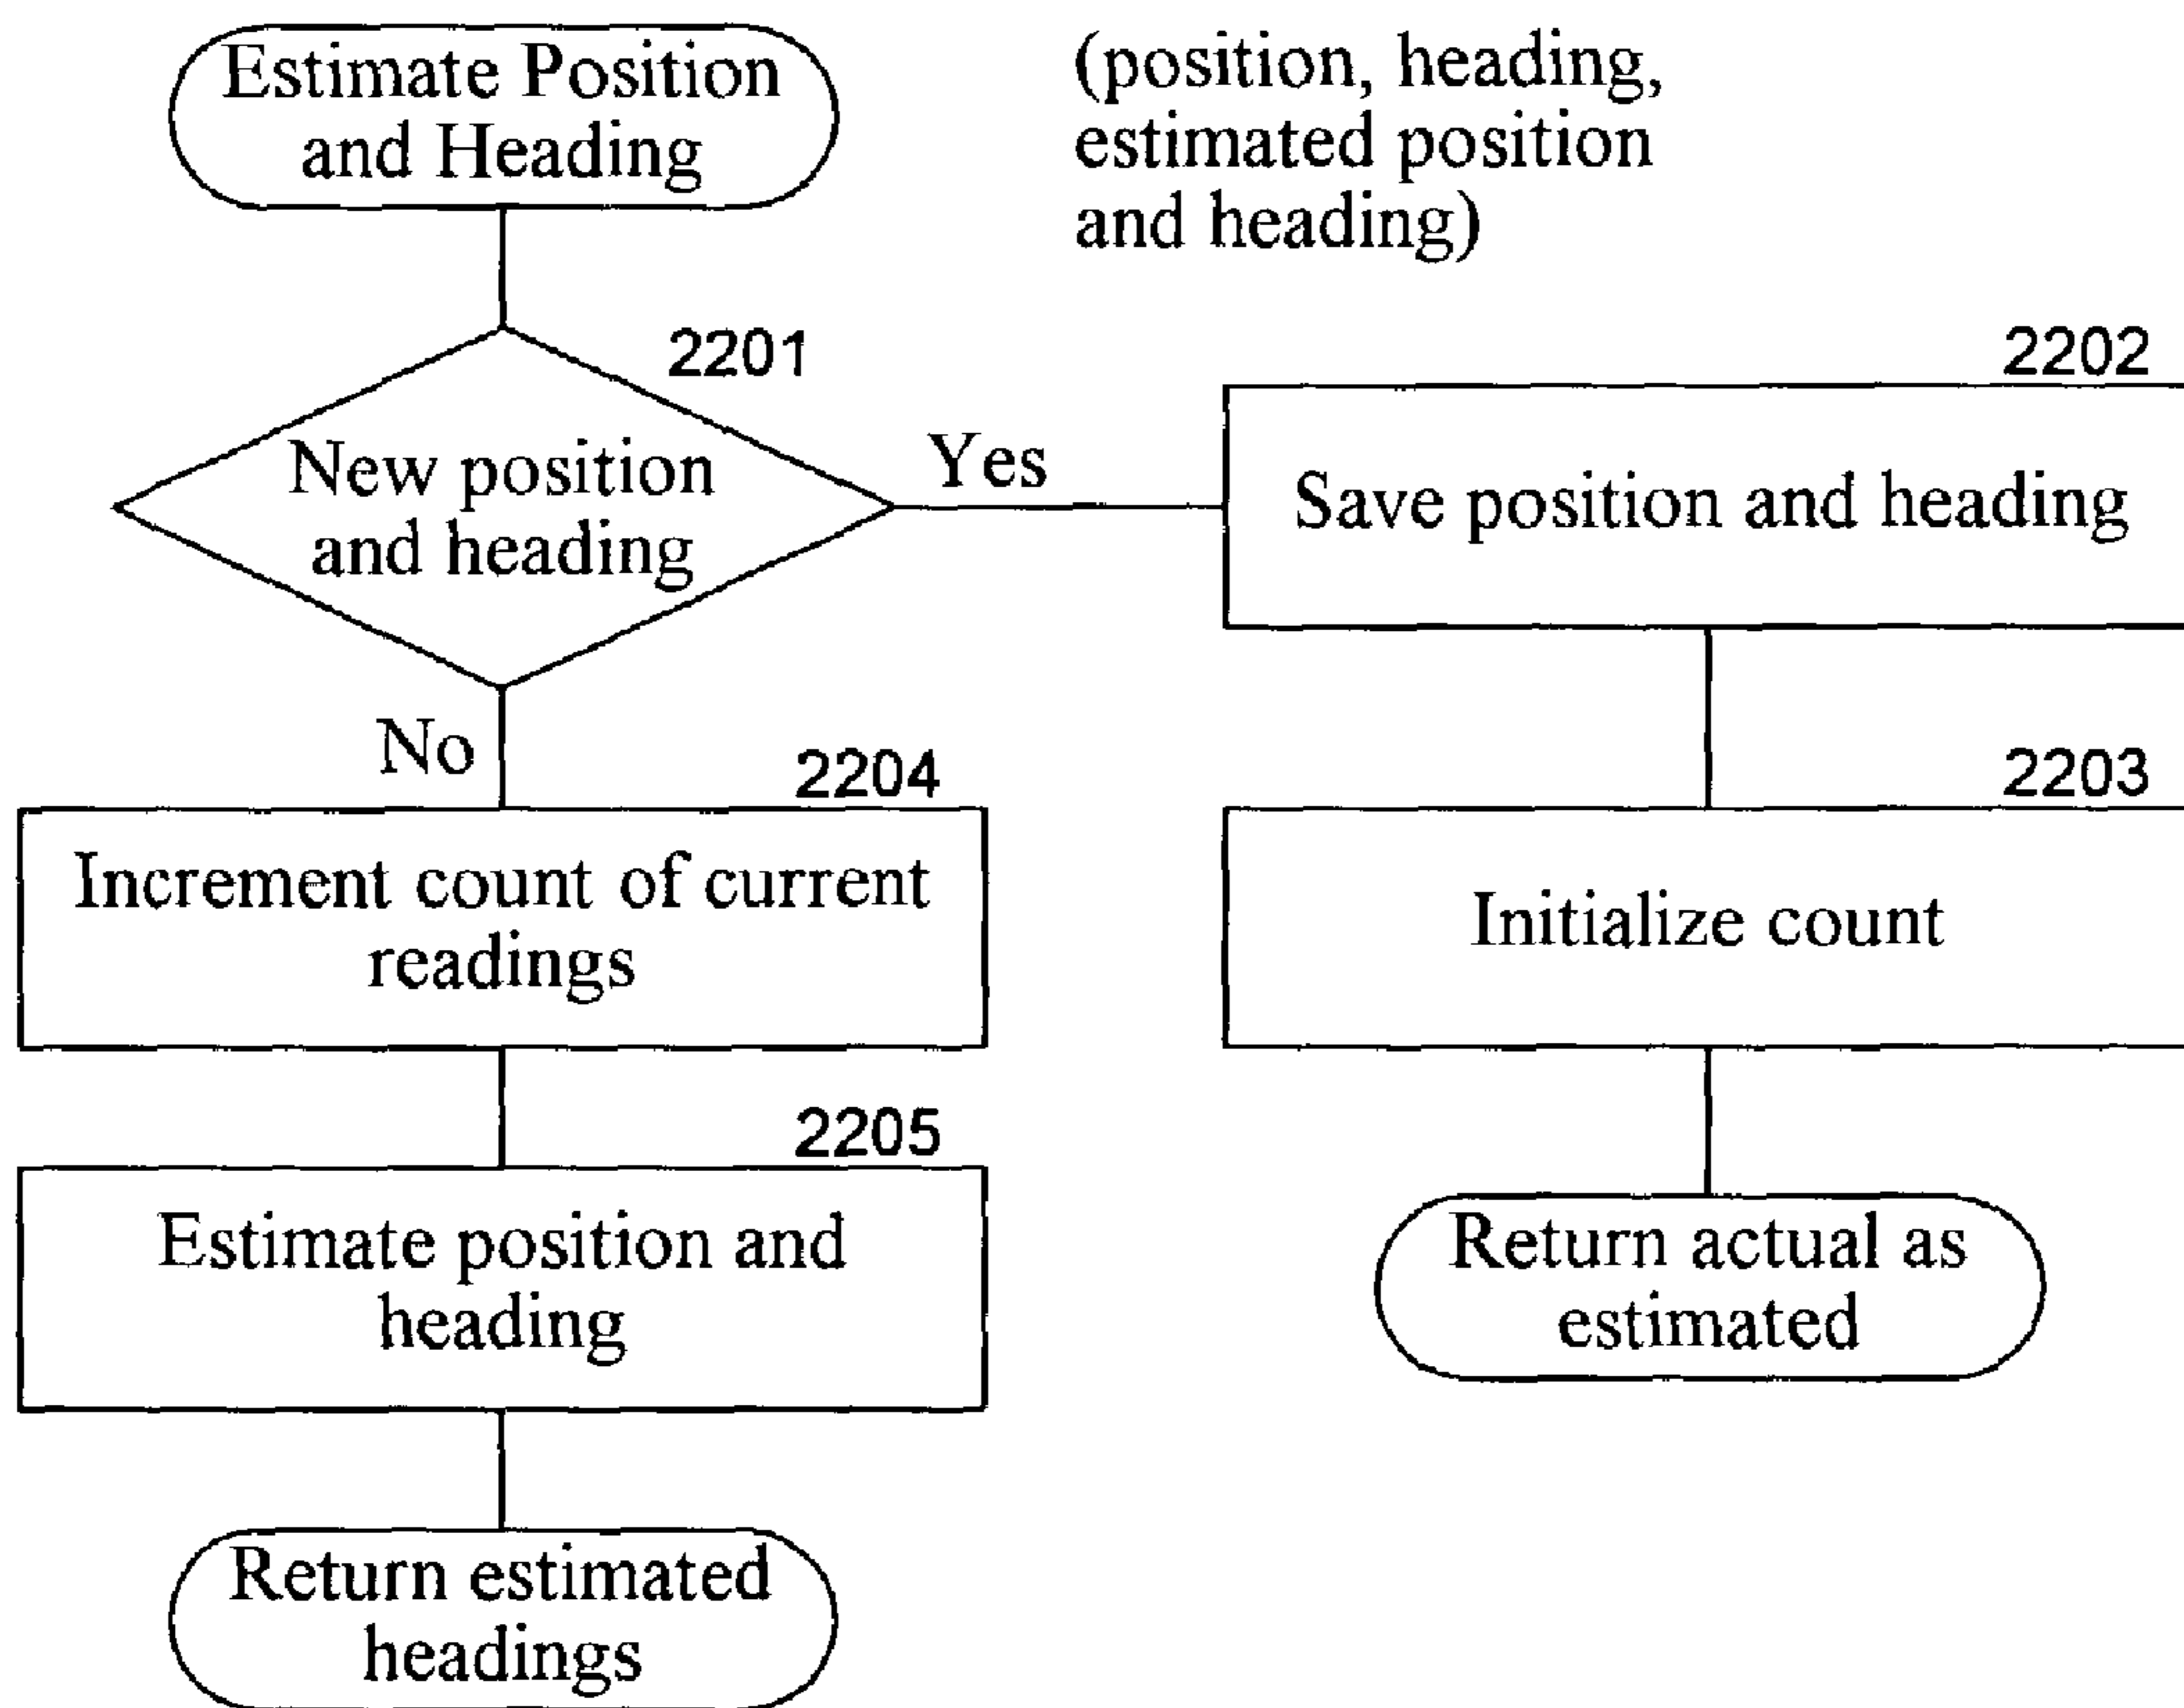 Estimate Position
and Heading
(position, heading,
estimated position
and heading)
2201
New position
and heading
Yes
2202
Save position and heading
No
2204
Increment count of current
readings
2203
Initialize count
2205
Estimate position and
heading
Return actual as
estimated
Return estimated
headings